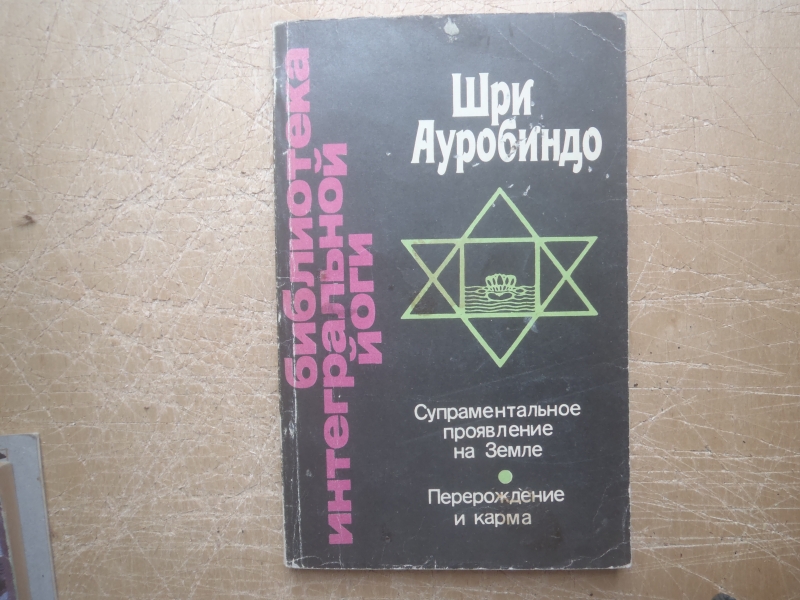 библиотека
интегральной
йоги
Шри
Ауробиндо
Супраментальное
проявление
на Земле
Перерождение
и карма